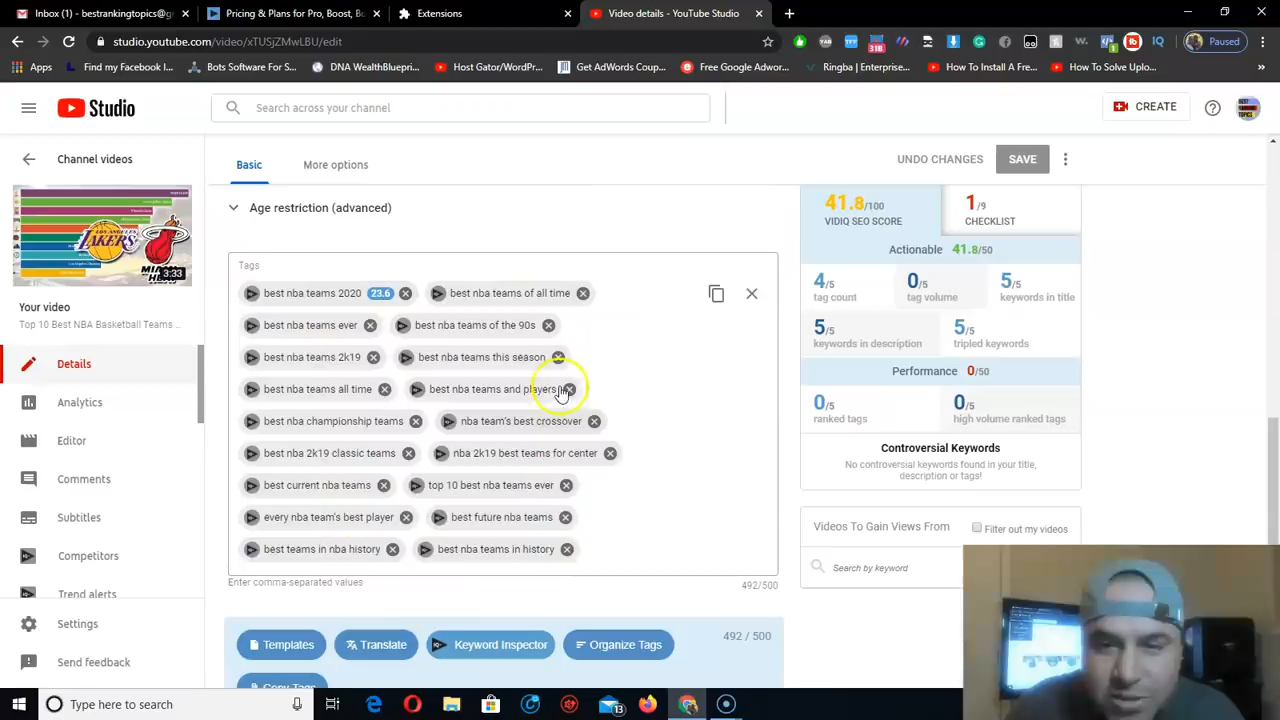 Inbox (1) - bestrankingtopics@g
Pricing & Plans for Pro, Boost, Bo
Extensions
Video details - YouTube Studio
studio.youtube.com/video/xTUSjZMwLBU/edit
Paused
Apps
Find my Facebook I...
Bots Software For S...
DNA WealthBluepri...
Host Gator/WordPr...
Get AdWords Coup...
Free Google Adwor...
Ringba | Enterprise...
How To Install A Fre...
How To Solve Uplo...
Studio
Search across your channel
CREATE
Channel videos
Basic
More options
UNDO CHANGES
SAVE
Age restriction (advanced)
41.8/100
VIDIQ SEO SCORE
1/9
CHECKLIST
Actionable 41.8/50
4/5
tag count
0/5
tag volume
5/5
keywords in title
5/5
keywords in description
5/5
tripled keywords
Performance 0/50
0/5
ranked tags
0/5
high volume ranked tags
Controversial Keywords
No controversial keywords found in your title,
description or tags!
Videos To Gain Views From
Filter out my videos
Search by keyword
LOS ANGELES
LAKERS
MIAMI
HEAT
3:33
Your video
Top 10 Best NBA Basketball Teams ...
Details
Analytics
Editor
Comments
Subtitles
Competitors
Trend alerts
Settings
Send feedback
Tags
best nba teams 2020 23.6
best nba teams of all time
best nba teams ever
best nba teams of the 90s
best nba teams 2k19
best nba teams this season
best nba teams all time
best nba teams and players
best nba championship teams
nba team's best crossover
best nba 2k19 classic teams
nba 2k19 best teams for center
best current nba teams
top 10 best nba teams ever
every nba team's best player
best future nba teams
best teams in nba history
best nba teams in history
Enter comma-separated values
492/500
Templates
Translate
Keyword Inspector
Organize Tags
492 / 500
Copy Tags
Type here to search
13